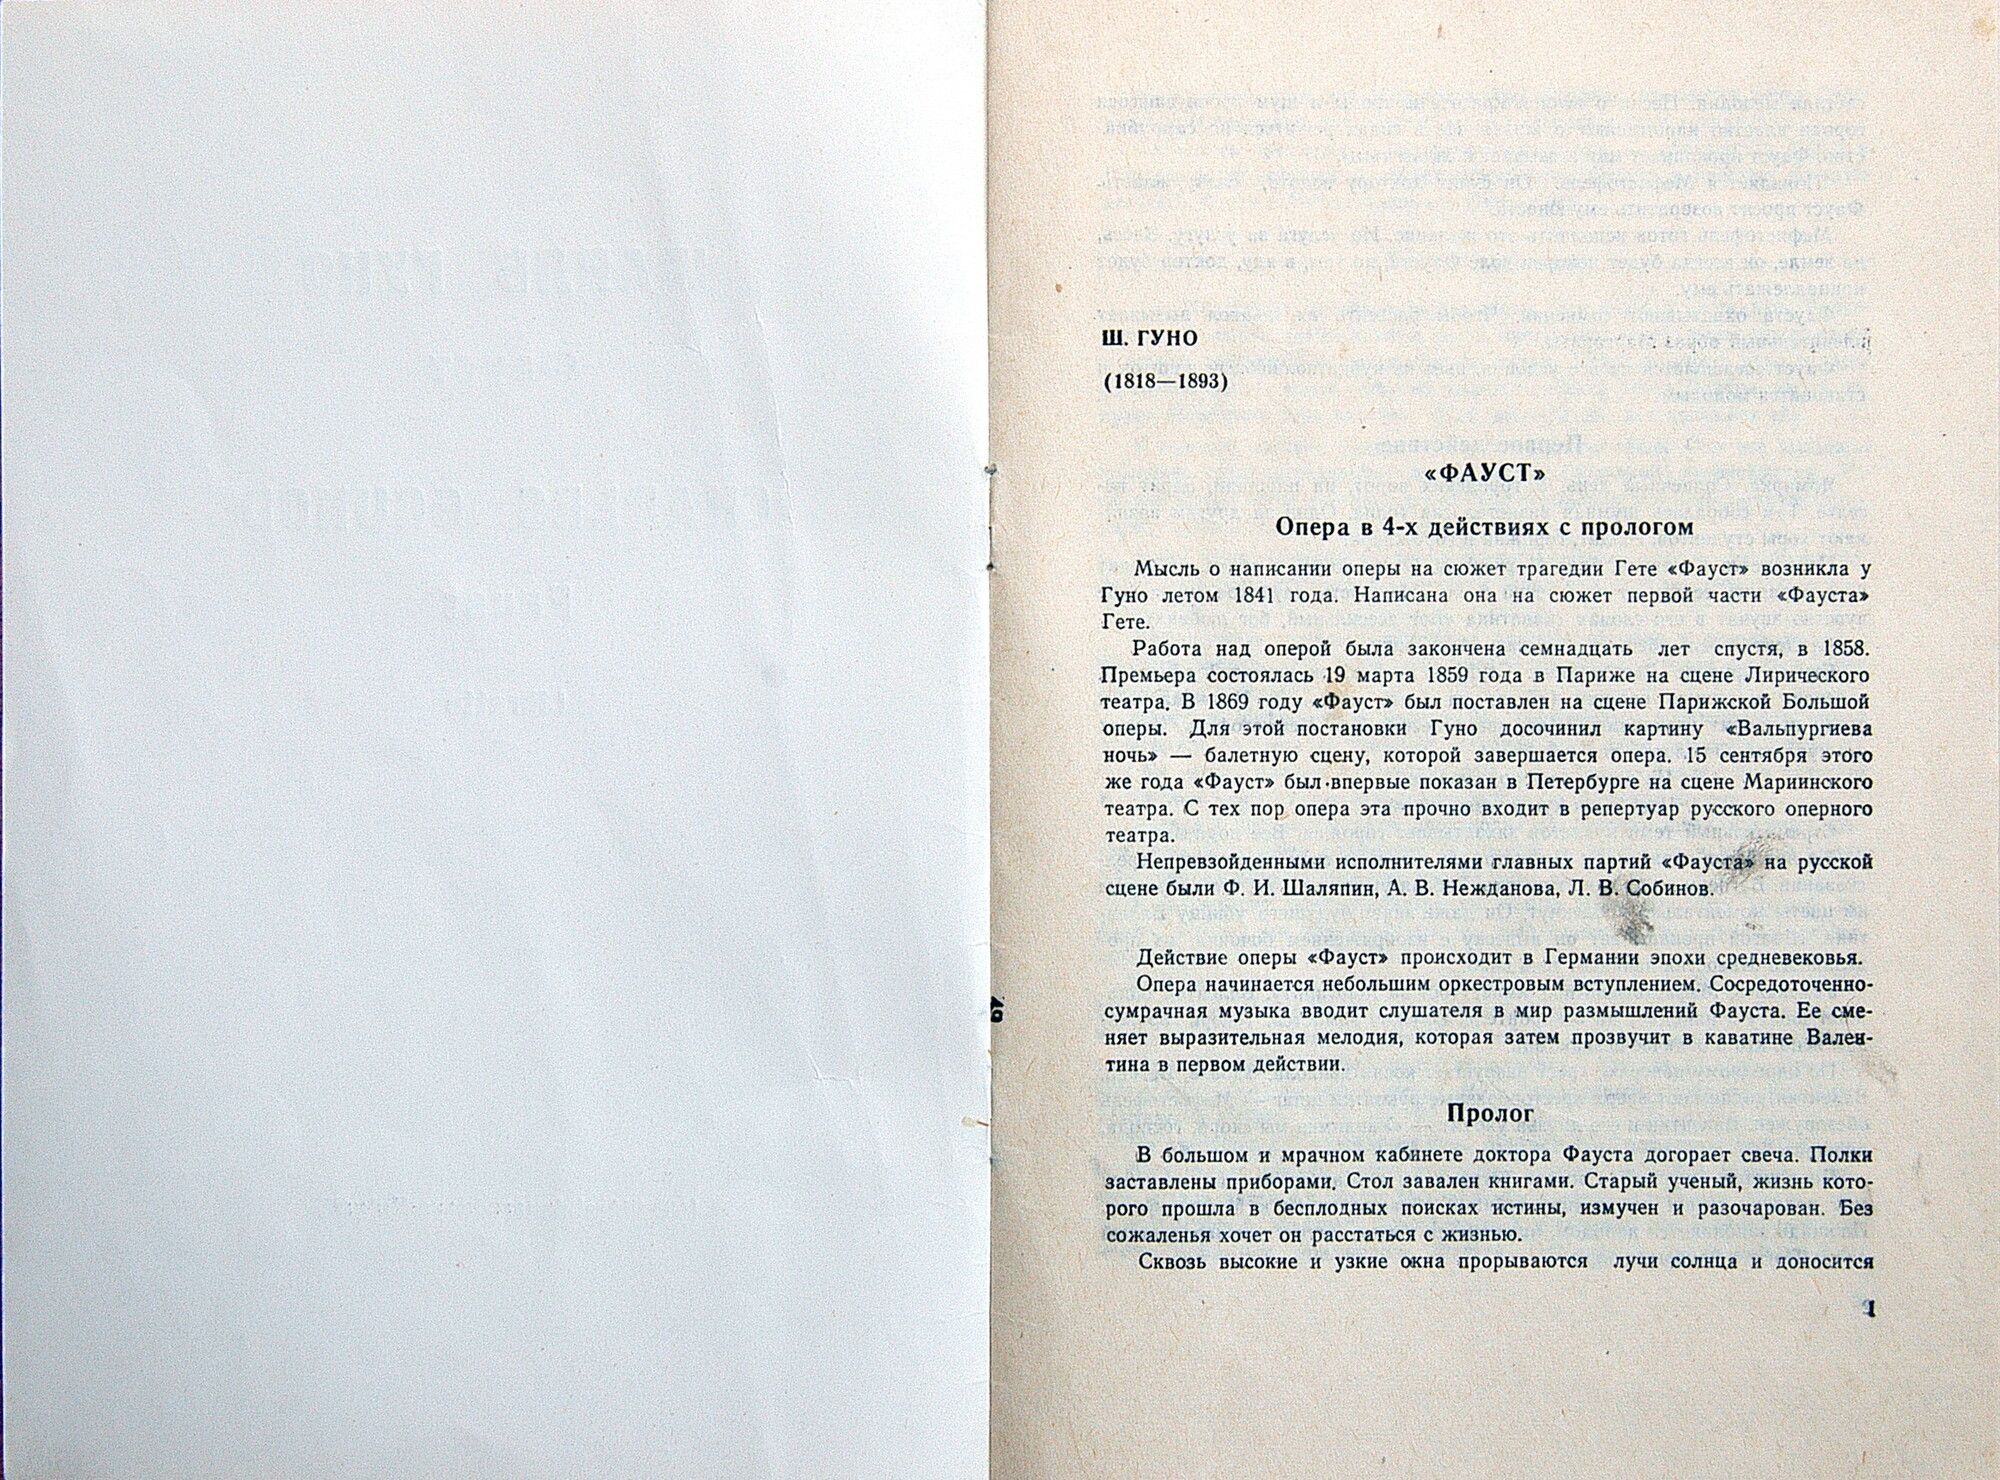 Ш. ГУНО
(1818—1893)
«ФАУСТ»
Опера в 4-х действиях с прологом
Мысль о написании оперы на сюжет трагедии Гете «Фауст» возникла у
Гуно летом 1841 года. Написана она на сюжет первой части «Фауста»
Гете.
Работа над оперой была закончена семнадцать лет спустя, в 1858.
Премьера состоялась 19 марта 1859 года в Париже на сцене Лирического
театра. В 1869 году «Фауст» был поставлен на сцене Парижской Большой
оперы. Для этой постановки Гуно досочинил картину «Вальпургиева
ночь» — балетную сцену, которой завершается опера. 15 сентября этого
же года «Фауст» был впервые показан в Петербурге на сцене Мариинского
театра. С тех пор опера эта прочно входит в репертуар русского оперного
театра.
Непревзойденными исполнителями главных партий «Фауста» на русской
сцене были Ф. И. Шаляпин, А. В. Нежданова, Л. В. Собинов.
Действие оперы «Фауст» происходит в Германии эпохи средневековья.
Опера начинается небольшим оркестровым вступлением. Сосредоточенно-
сумрачная музыка вводит слушателя в мир размышлений Фауста. Ее сме-
няет выразительная мелодия, которая затем прозвучит в каватине Вален-
тина в первом действии.
Пролог
В большом и мрачном кабинете доктора Фауста догорает свеча. Полки
заставлены приборами. Стол завален книгами. Старый ученый, жизнь кото-
рого прошла в бесплодных поисках истины, измучен и разочарован. Без
сожаленья хочет он расстаться с жизнью.
Сквозь высокие и узкие окна прорываются лучи солнца и доносится
1